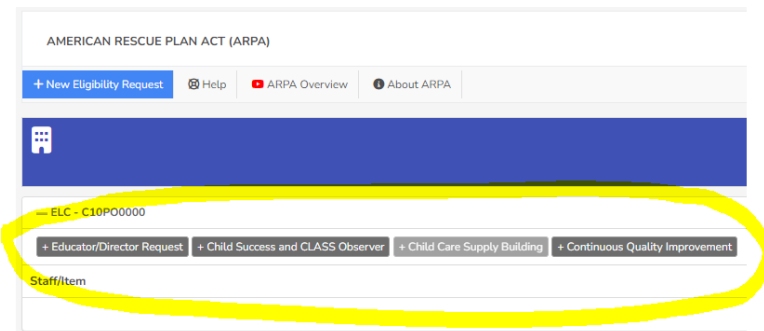 AMERICAN RESCUE PLAN ACT (ARPA)
+ New Eligibility Request Help ARPA Overview About ARPA
— ELC - C10PO0000
+ Educator/Director Request + Child Success and CLASS Observer + Child Care Supply Building + Continuous Quality Improvement
Staff/Item